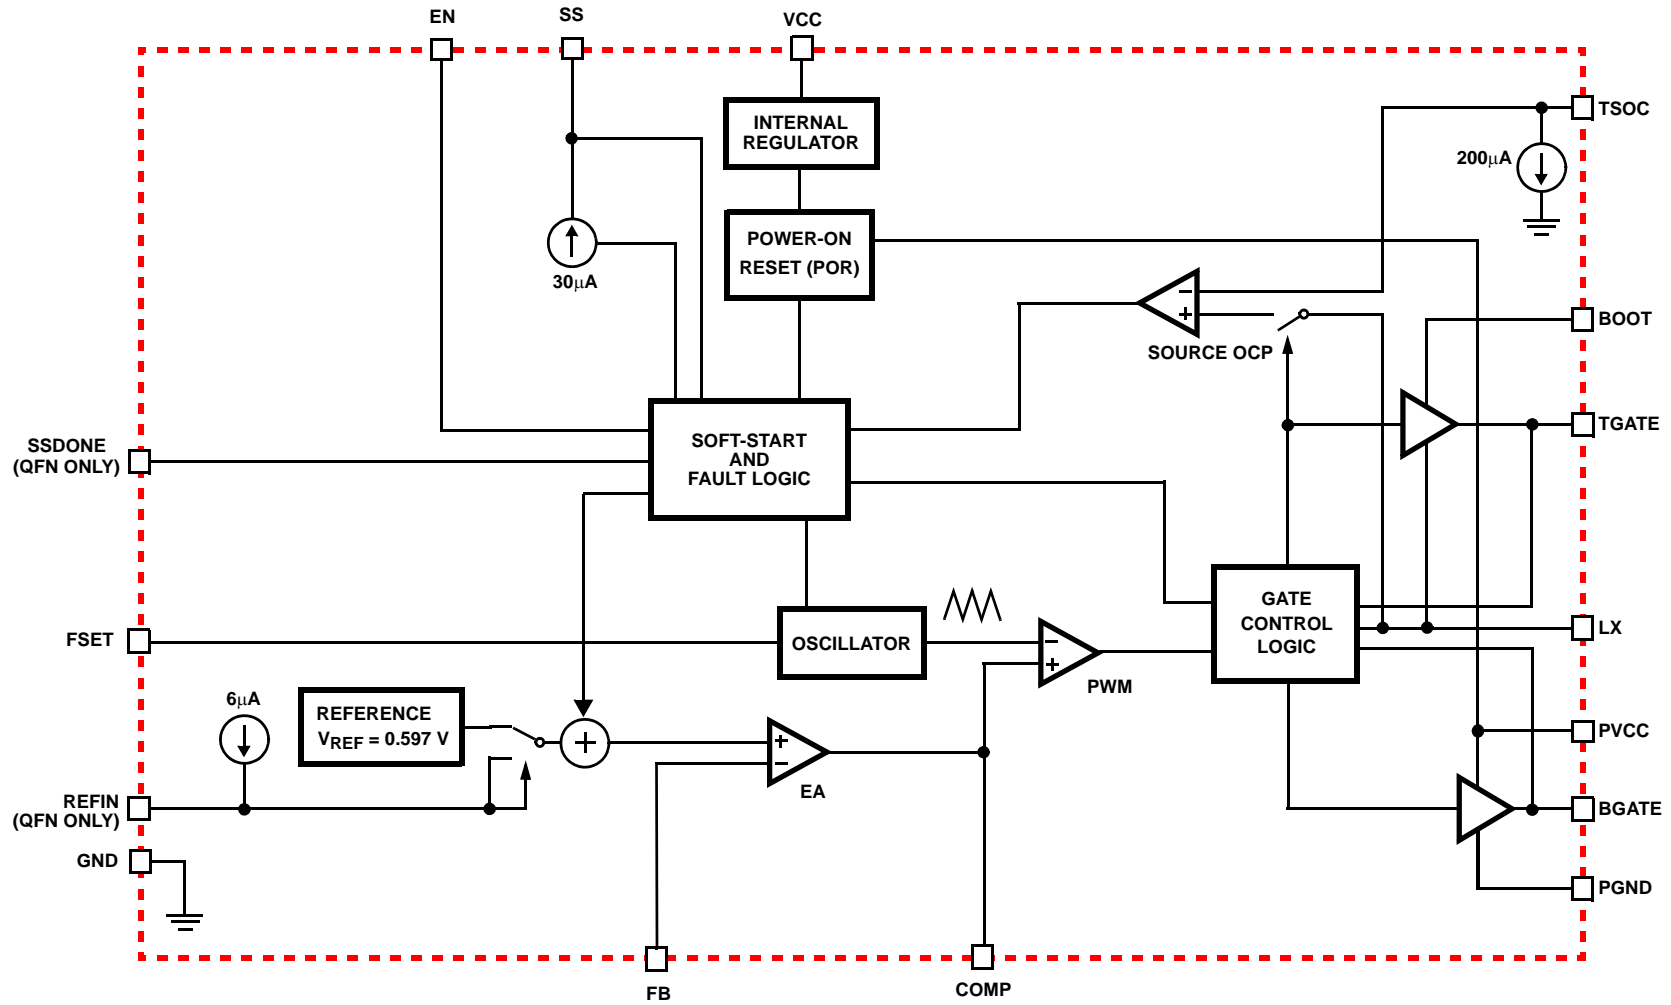 EN
SS
VCC
TSOC
INTERNAL
REGULATOR
200µA
POWER-ON
RESET (POR)
30µA
−
+
SOURCE OCP
BOOT
TGATE
SSDONE
(QFN ONLY)
SOFT-START
AND
FAULT LOGIC
FSET
OSCILLATOR
−
+
PWM
GATE
CONTROL
LOGIC
LX
6µA
REFERENCE
VREF = 0.597 V
+
+
−
EA
PVCC
REFIN
(QFN ONLY)
BGATE
GND
PGND
FB
COMP